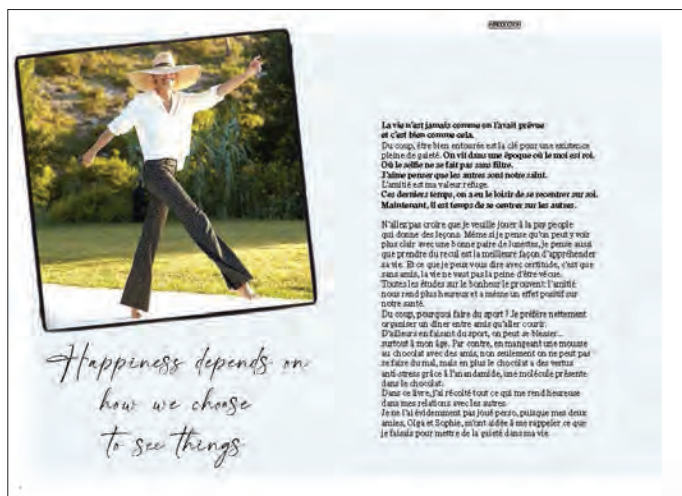 INTRODUCTION
La vie n'est jamais comme on l'avait prévue
et c'est bien comme cela.
Du coup, être bien entourée est la clé pour une existence
pleine de gaieté. On vit dans une époque où le moi est roi.
Où le selfie ne se fait pas sans filtre.
J'aime penser que les autres sont notre salut.
L'amitié est ma valeur refuge.
Ces derniers temps, on a eu le loisir de se recentrer sur soi.
Maintenant, il est temps de se centrer sur les autres.
N'allez pas croire que je veuille jouer à la psy people
qui donne des leçons. Même si je pense qu'on peut y voir
plus clair avec une bonne paire de lunettes, je pense aussi
que prendre du recul est la meilleure façon d'appréhender
sa vie. Et ce que je peux vous dire avec certitude, c'est que
sans amis, la vie ne vaut pas la peine d'être vécue.
Toutes les études sur le bonheur le prouvent: l'amitié
nous rend plus heureux et a même un effet positif sur
notre santé.
Du coup, pourquoi faire du sport ? Je préfère nettement
organiser un dîner entre amis qu'aller courir.
D'ailleurs en faisant du sport, on peut se blesser...
surtout à mon âge. Par contre, en mangeant une mousse
au chocolat avec des amis, non seulement on ne peut pas
se faire du mal, mais en plus le chocolat a des vertus
anti-stress grâce à l'anandamide, une molécule présente
dans le chocolat.
Dans ce livre, j'ai récolté tout ce qui me rend heureuse
dans mes relations avec les autres.
Je ne l'ai évidemment pas joué perso, puisque mes deux
amies, Olga et Sophie, m'ont aidée à me rappeler ce que
je faisais pour mettre de la gaieté dans ma vie.
Happiness depends on
how we choose
to see things